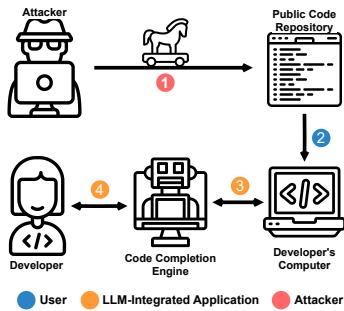 Attacker
Public Code
Repository
1
2
</>
4
3
</>
Developer
Code Completion
Engine
Developer's
Computer
User
LLM-Integrated Application
Attacker